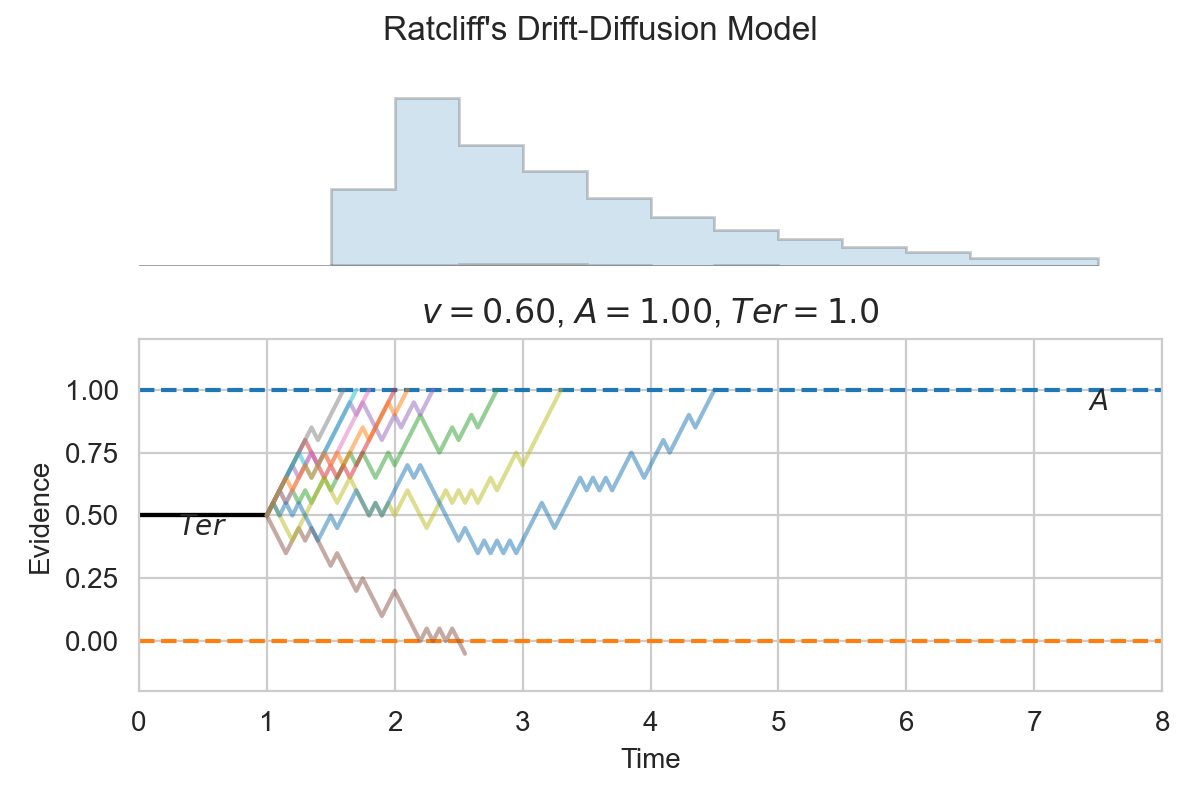 Ratcliff's Drift-Diffusion Model
v = 0.60, A = 1.00, Ter = 1.0
Evidence
1.00
0.75
0.50
0.25
0.00
A
Ter
0 1 2 3 4 5 6 7 8
Time